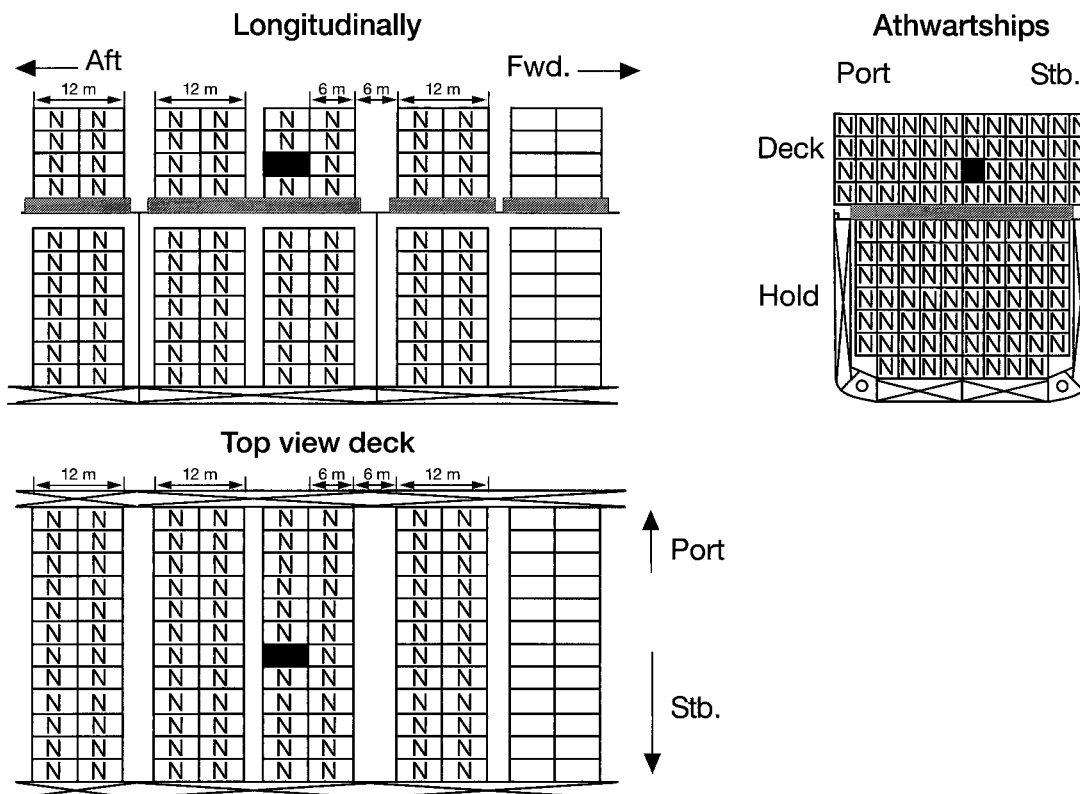 Longitudinally
Aft
Fwd.
12 m 12 m 6 m 6 m 12 m
N N N N N N N N
N N N N N N N N
N N N N N N N
N N N N N N N N
N N N N N N N N
N N N N N N N N
N N N N N N N N
N N N N N N N N
N N N N N N N N
N N N N N N N N
N N N N N N N N
Athwartships
Port Stb.
Deck
N N N N N N N N N N N N
N N N N N N N N N N N N
N N N N N N N N N N N
N N N N N N N N N N N N
Hold
N N N N N N N N N N
N N N N N N N N N N
N N N N N N N N N N
N N N N N N N N N N
N N N N N N N N N N
N N N N N N N N N N
N N N N N N N N
Top view deck
12 m 12 m 6 m 6 m 12 m
N N N N N N N N
N N N N N N N N
N N N N N N N N
N N N N N N N N
N N N N N N N N
N N N N N N N N
N N N N N N N
N N N N N N N N
N N N N N N N N
N N N N N N N N
N N N N N N N N
N N N N N N N N
Port
Stb.